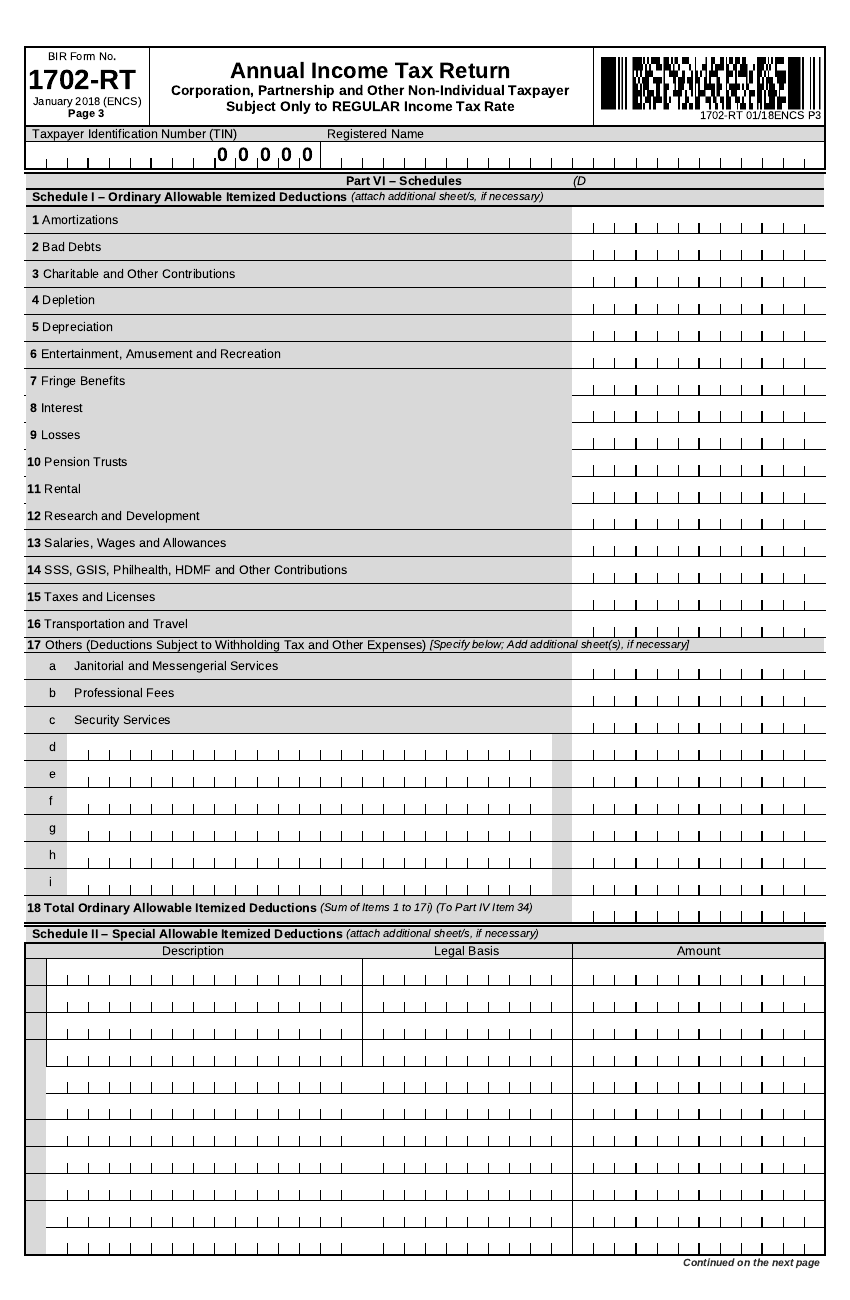 BIR Form No.
1702-RT
January 2018 (ENCS)
Page 3
Annual Income Tax Return
Corporation, Partnership and Other Non-Individual Taxpayer
Subject Only to REGULAR Income Tax Rate
1702-RT 01/18ENCS P3
Taxpayer Identification Number (TIN) Registered Name
0 0 0 0 0
Part VI – Schedules (D
Schedule I – Ordinary Allowable Itemized Deductions (attach additional sheet/s, if necessary)
1 Amortizations
2 Bad Debts
3 Charitable and Other Contributions
4 Depletion
5 Depreciation
6 Entertainment, Amusement and Recreation
7 Fringe Benefits
8 Interest
9 Losses
10 Pension Trusts
11 Rental
12 Research and Development
13 Salaries, Wages and Allowances
14 SSS, GSIS, Philhealth, HDMF and Other Contributions
15 Taxes and Licenses
16 Transportation and Travel
17 Others (Deductions Subject to Withholding Tax and Other Expenses) [Specify below; Add additional sheet(s), if necessary]
a Janitorial and Messengerial Services
b Professional Fees
c Security Services
d
e
f
g
h
i
18 Total Ordinary Allowable Itemized Deductions (Sum of Items 1 to 17i) (To Part IV Item 34)
Schedule II – Special Allowable Itemized Deductions (attach additional sheet/s, if necessary)
Description Legal Basis Amount
Continued on the next page